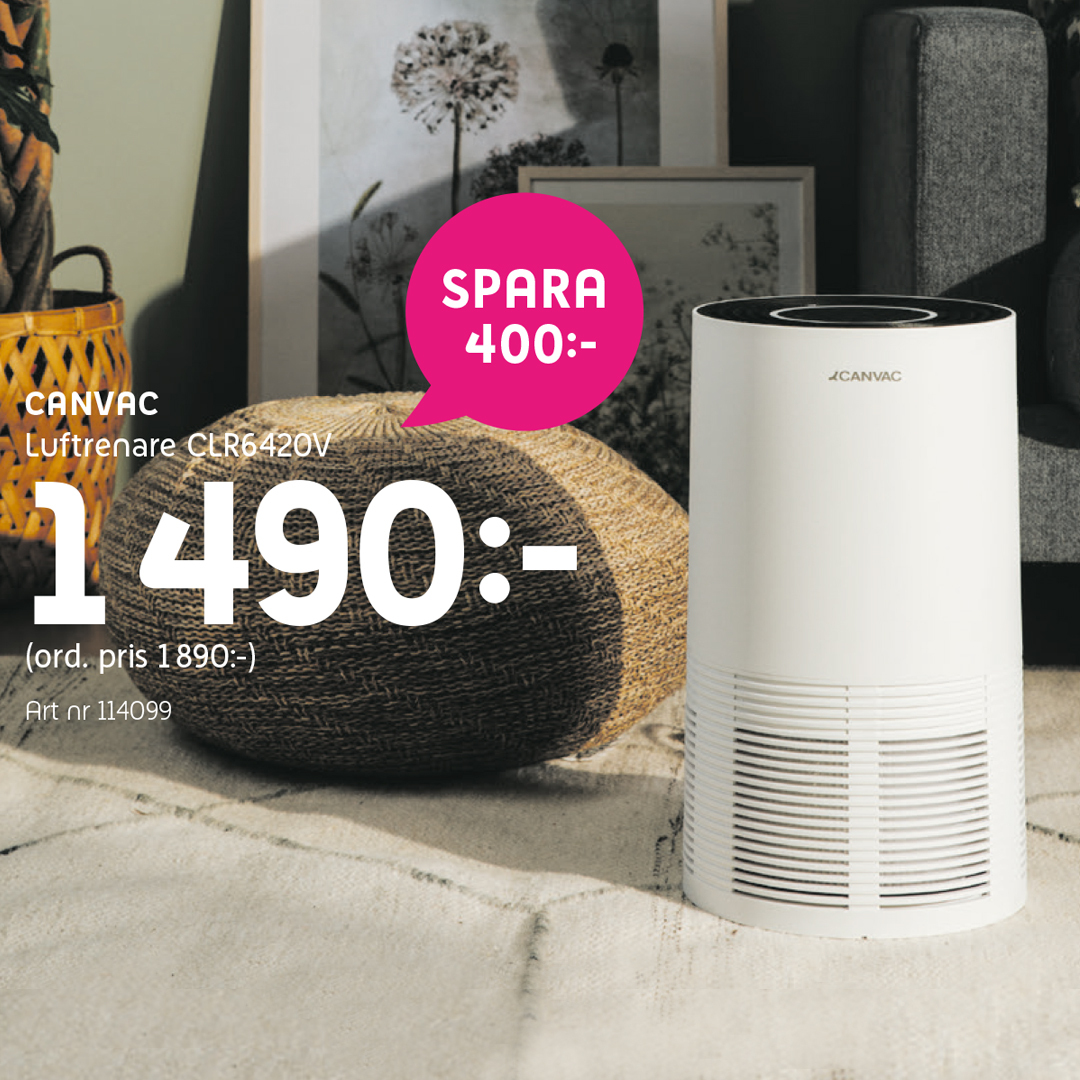 SPARA
400:-
CANVAC
CANVAC
Luftrenare CLR6420V
1 490:-
(ord. pris 1 890:-)
Art nr 114099